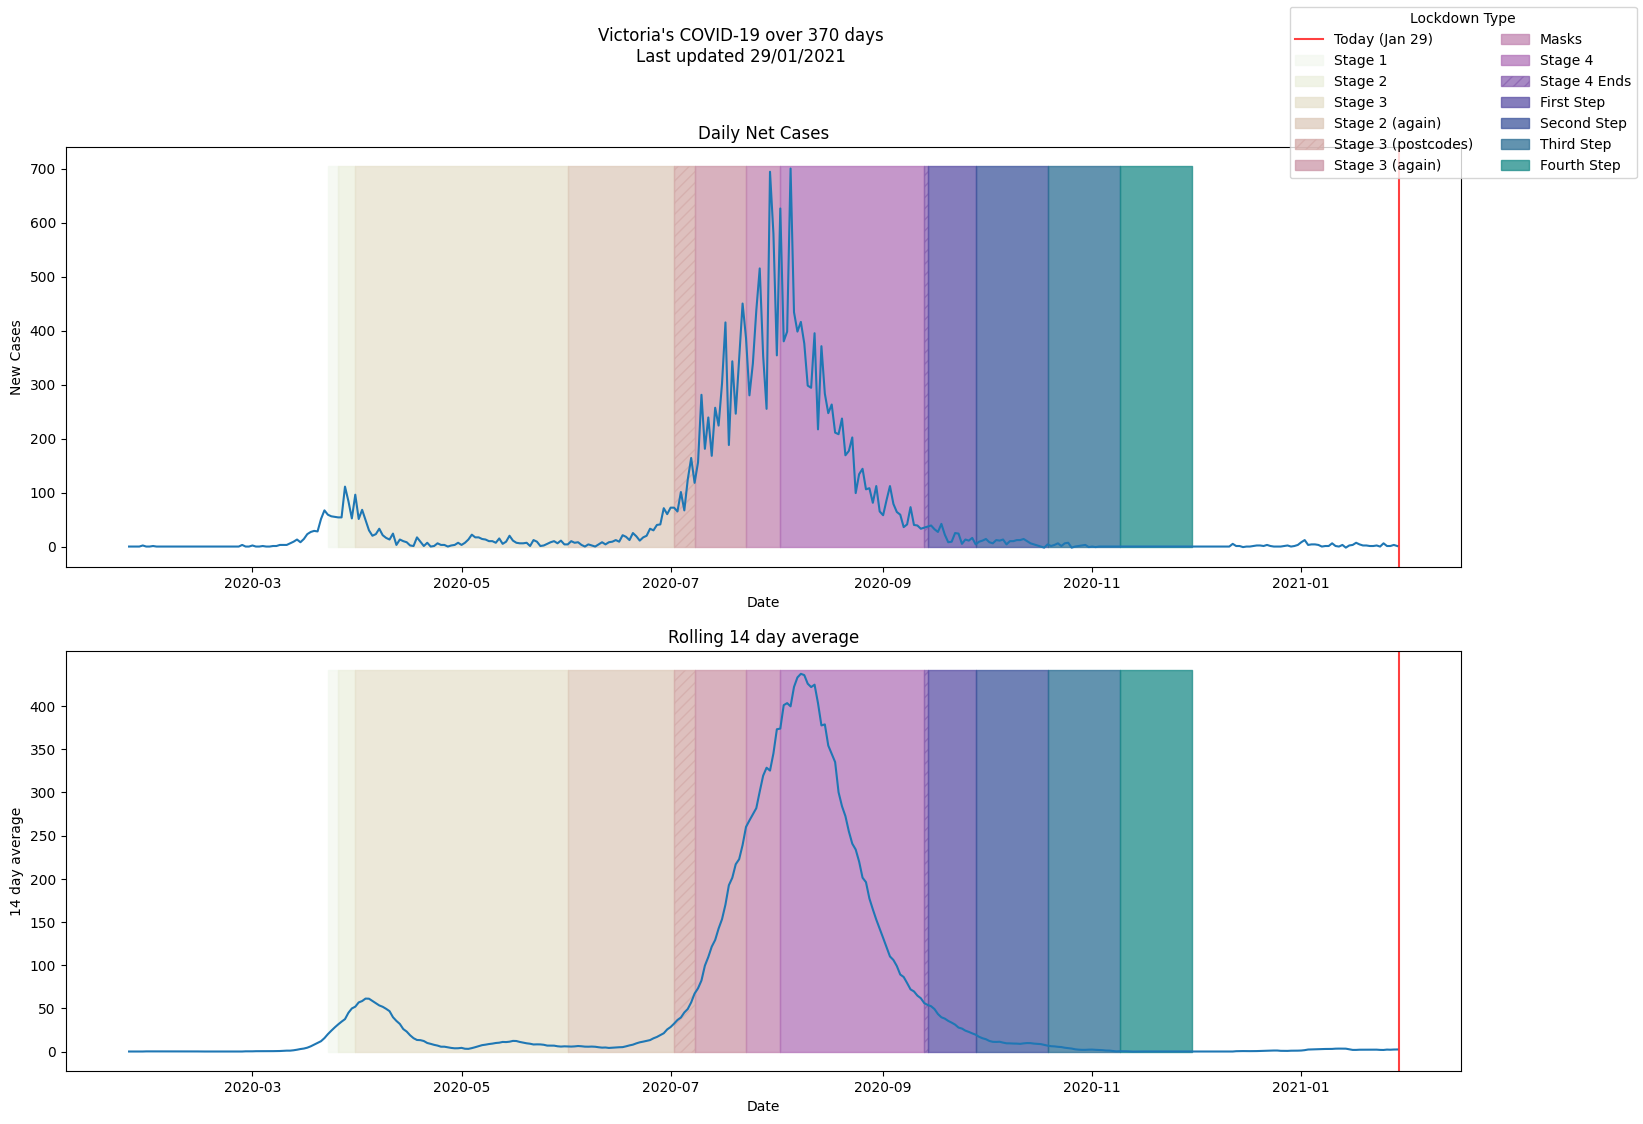 Victoria's COVID-19 over 370 days
Last updated 29/01/2021
Lockdown Type
Today (Jan 29)
Stage 1
Stage 2
Stage 3
Stage 2 (again)
Stage 3 (postcodes)
Stage 3 (again)
Masks
Stage 4
Stage 4 Ends
First Step
Second Step
Third Step
Fourth Step
Daily Net Cases
New Cases
700
600
500
400
300
200
100
0
2020-03
2020-05
2020-07
2020-09
2020-11
2021-01
Date
Rolling 14 day average
14 day average
400
350
300
250
200
150
100
50
0
2020-03
2020-05
2020-07
2020-09
2020-11
2021-01
Date